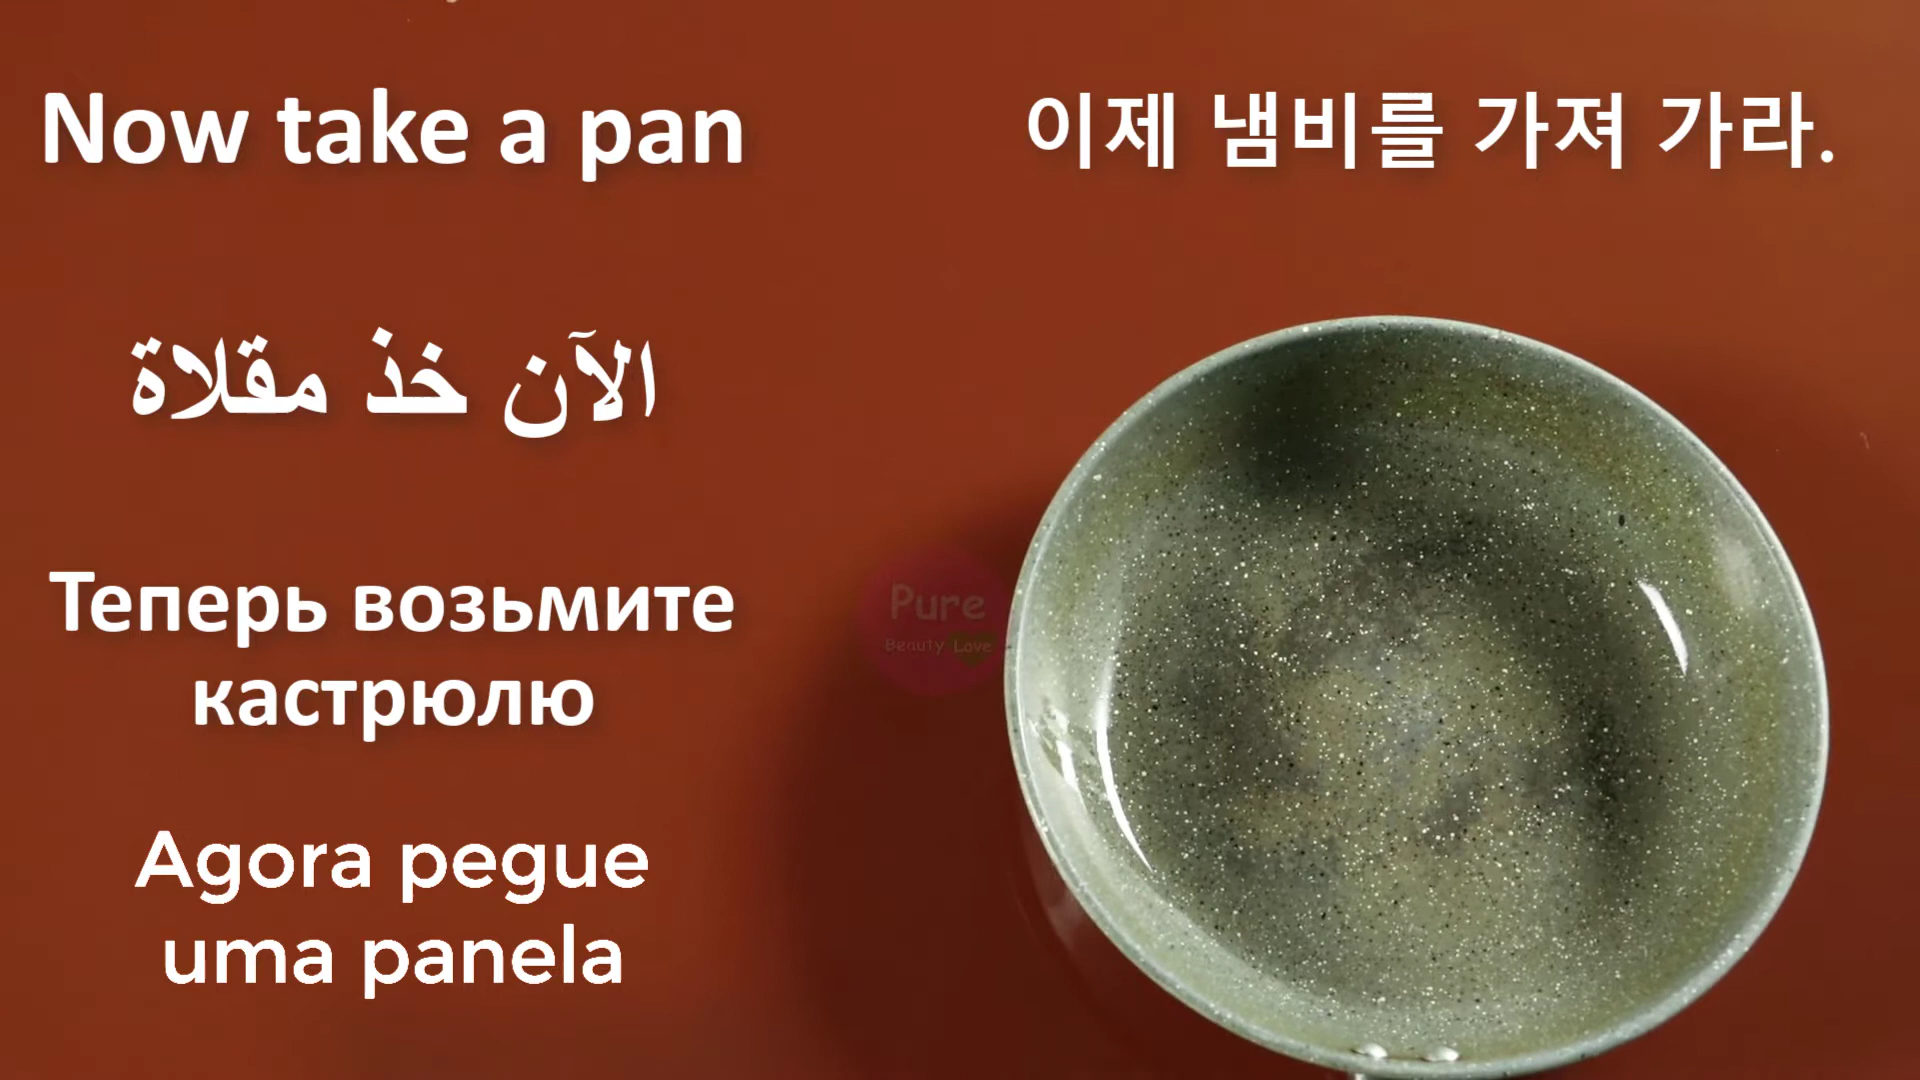 Now take a pan
이제 냄비를 가져 가라.
الآن خذ مقلاة
Теперь возьмите
кастрюлю
Agora pegue
uma panela
Pure
Beauty Love